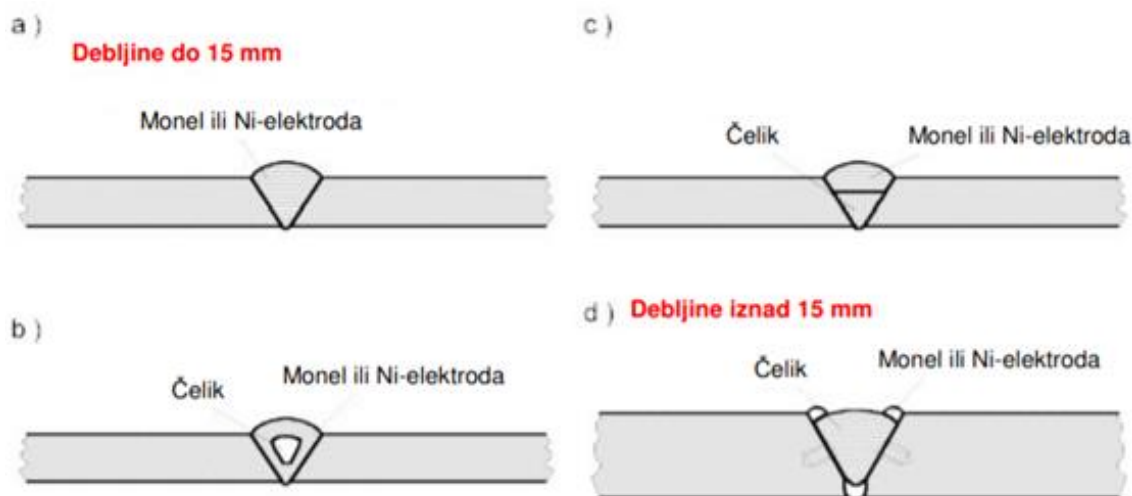 a )
Debljine do 15 mm
Monel ili Ni-elektroda
c )
Čelik
Monel ili Ni-elektroda
b )
Čelik
Monel ili Ni-elektroda
d ) Debljine iznad 15 mm
Čelik
Monel ili Ni-elektroda